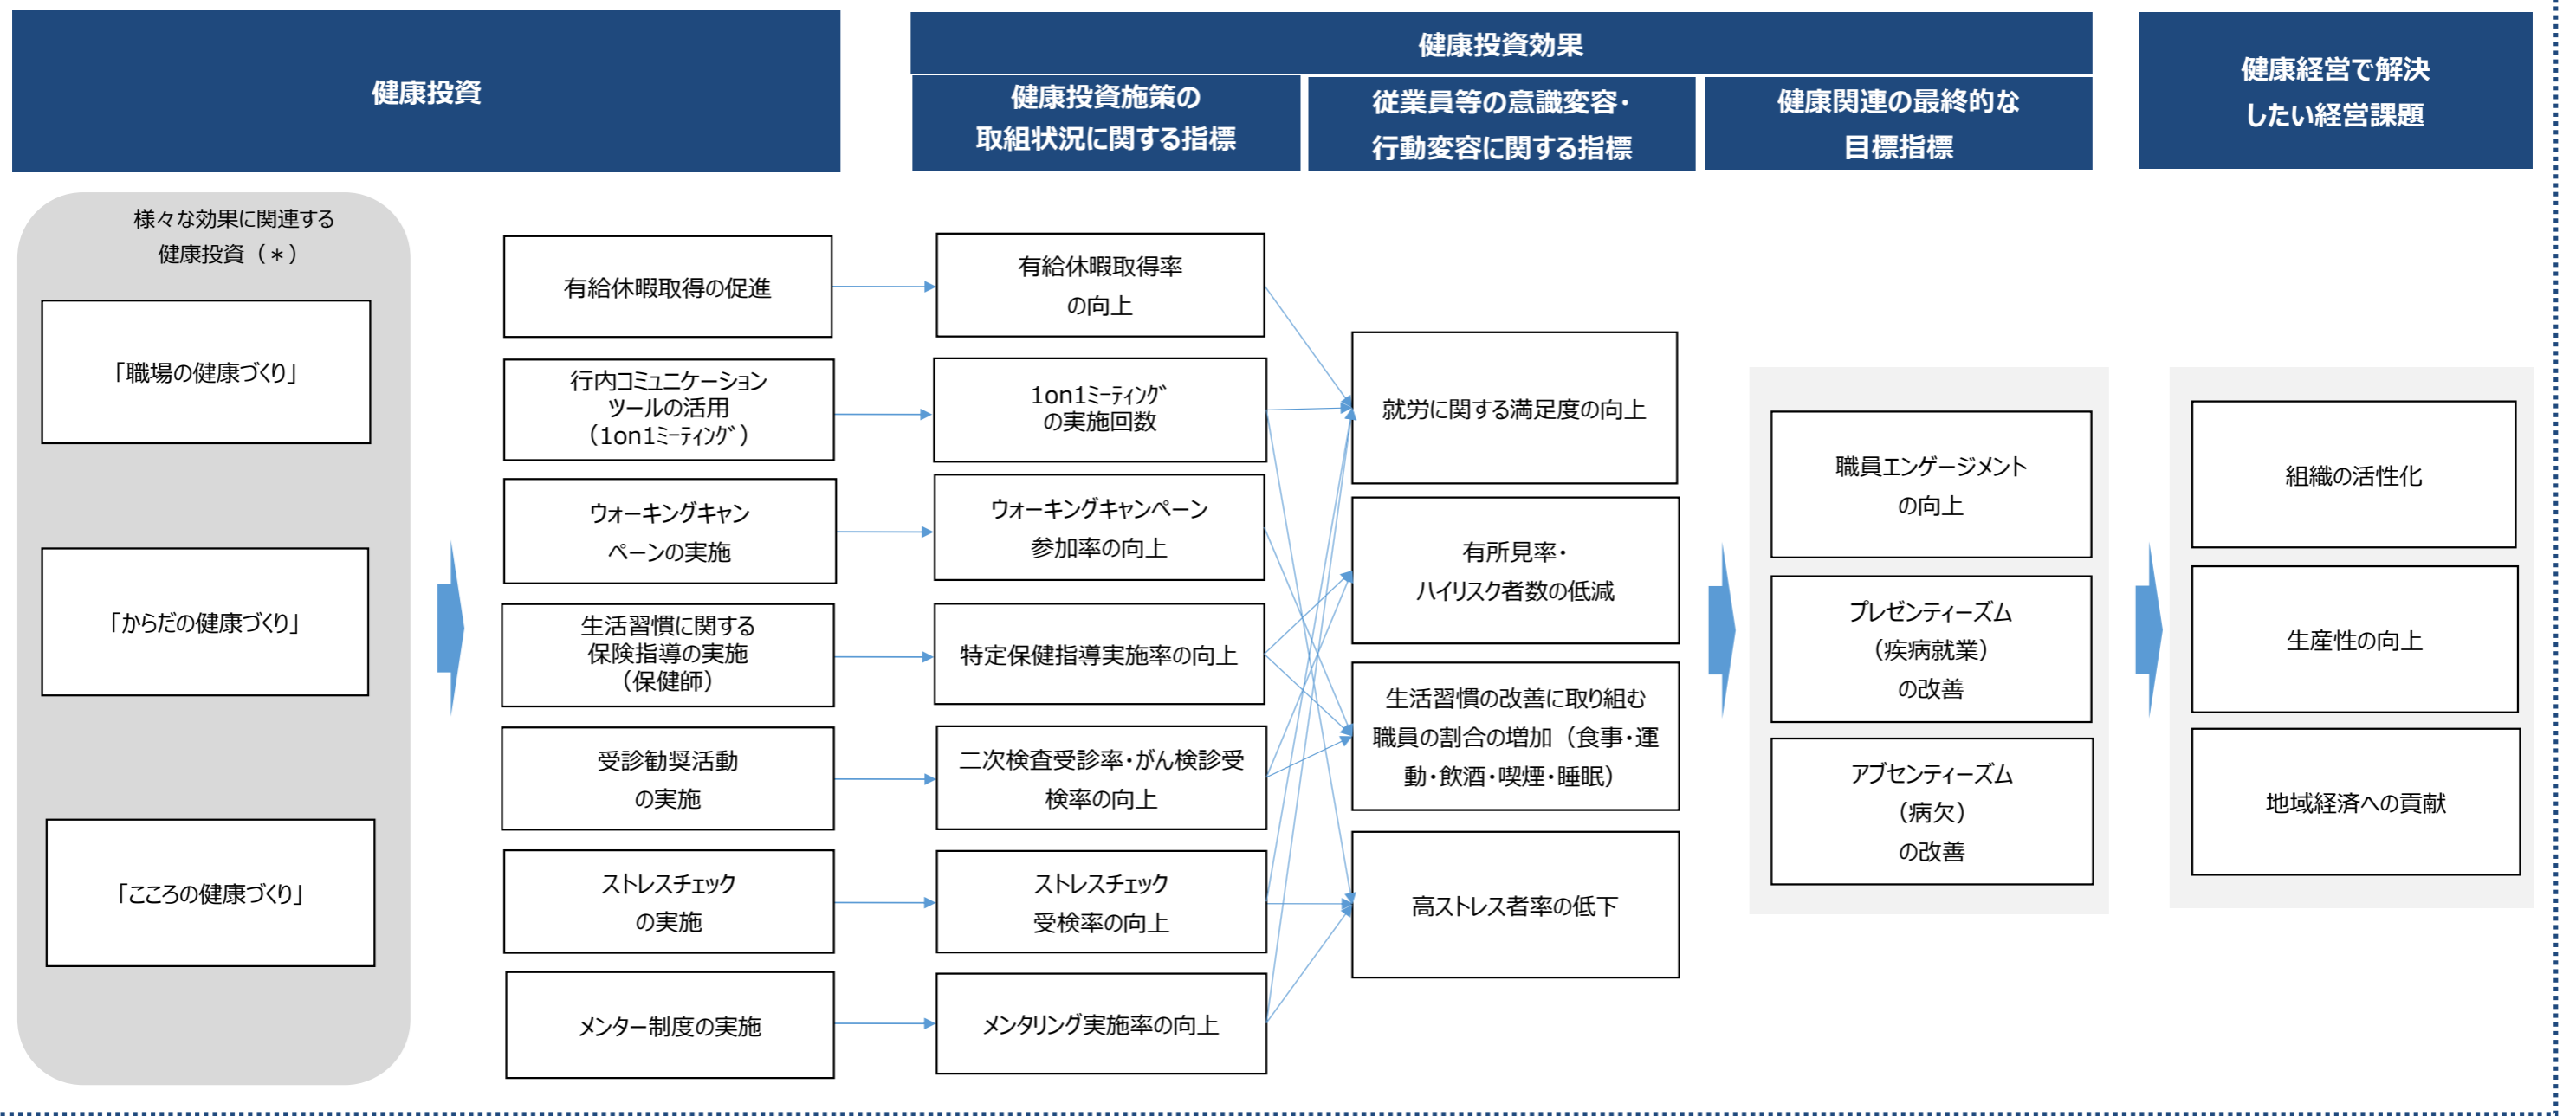 健康投資
健康投資効果
健康投資施策の
取組状況に関する指標
従業員等の意識変容・
行動変容に関する指標
健康関連の最終的な
目標指標
健康経営で解決
したい経営課題
様々な効果に関連する
健康投資（＊）
「職場の健康づくり」
「からだの健康づくり」
「こころの健康づくり」
有給休暇取得の促進
行内コミュニケーション
ツールの活用
（1on1ﾐｰﾃｨﾝｸﾞ）
ウォーキングキャン
ペーンの実施
生活習慣に関する
保険指導の実施
（保健師）
受診勧奨活動
の実施
ストレスチェック
の実施
メンター制度の実施
有給休暇取得率
の向上
1on1ﾐｰﾃｨﾝｸﾞ
の実施回数
ウォーキングキャンペーン
参加率の向上
特定保健指導実施率の向上
二次検査受診率・がん検診受
検率の向上
ストレスチェック
受検率の向上
メンタリング実施率の向上
就労に関する満足度の向上
有所見率・
ハイリスク者数の低減
生活習慣の改善に取り組む
職員の割合の増加（食事・運
動・飲酒・喫煙・睡眠）
高ストレス者率の低下
職員エンゲージメント
の向上
プレゼンティーズム
（疾病就業）
の改善
アブセンティーズム
（病欠）
の改善
組織の活性化
生産性の向上
地域経済への貢献